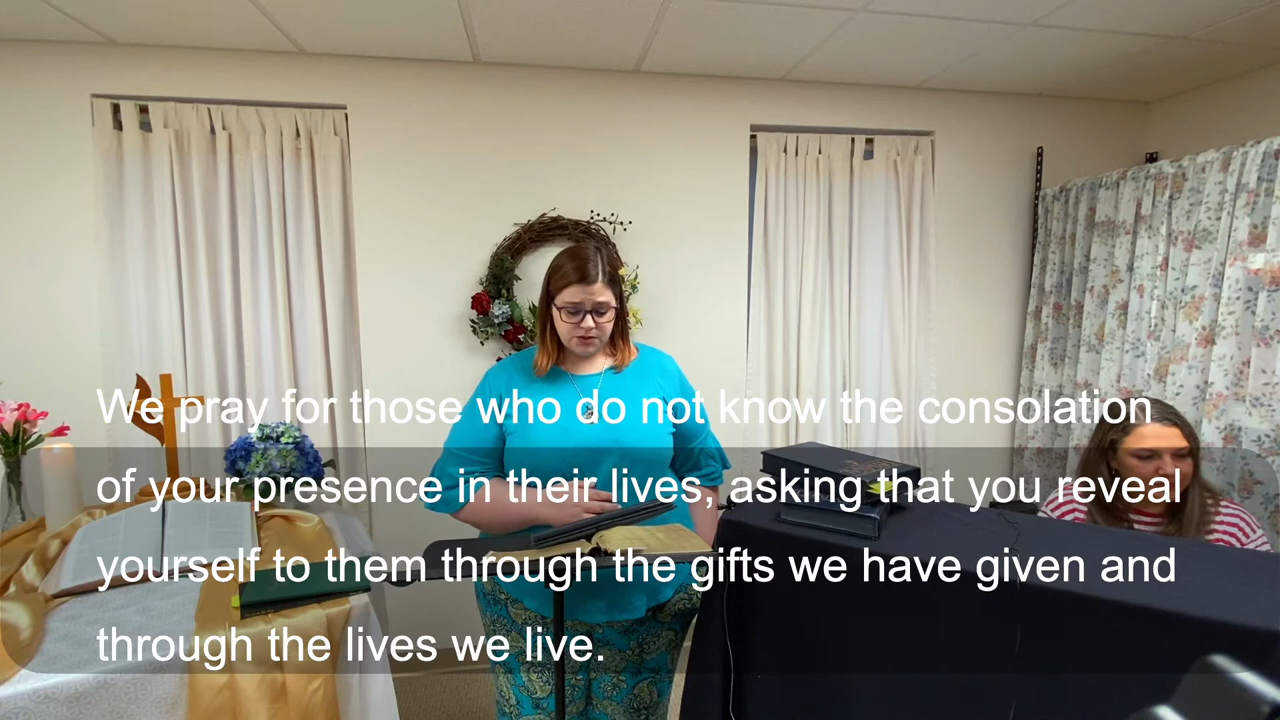 We pray for those who do not know the consolation
of your presence in their lives, asking that you reveal
yourself to them through the gifts we have given and
through the lives we live.